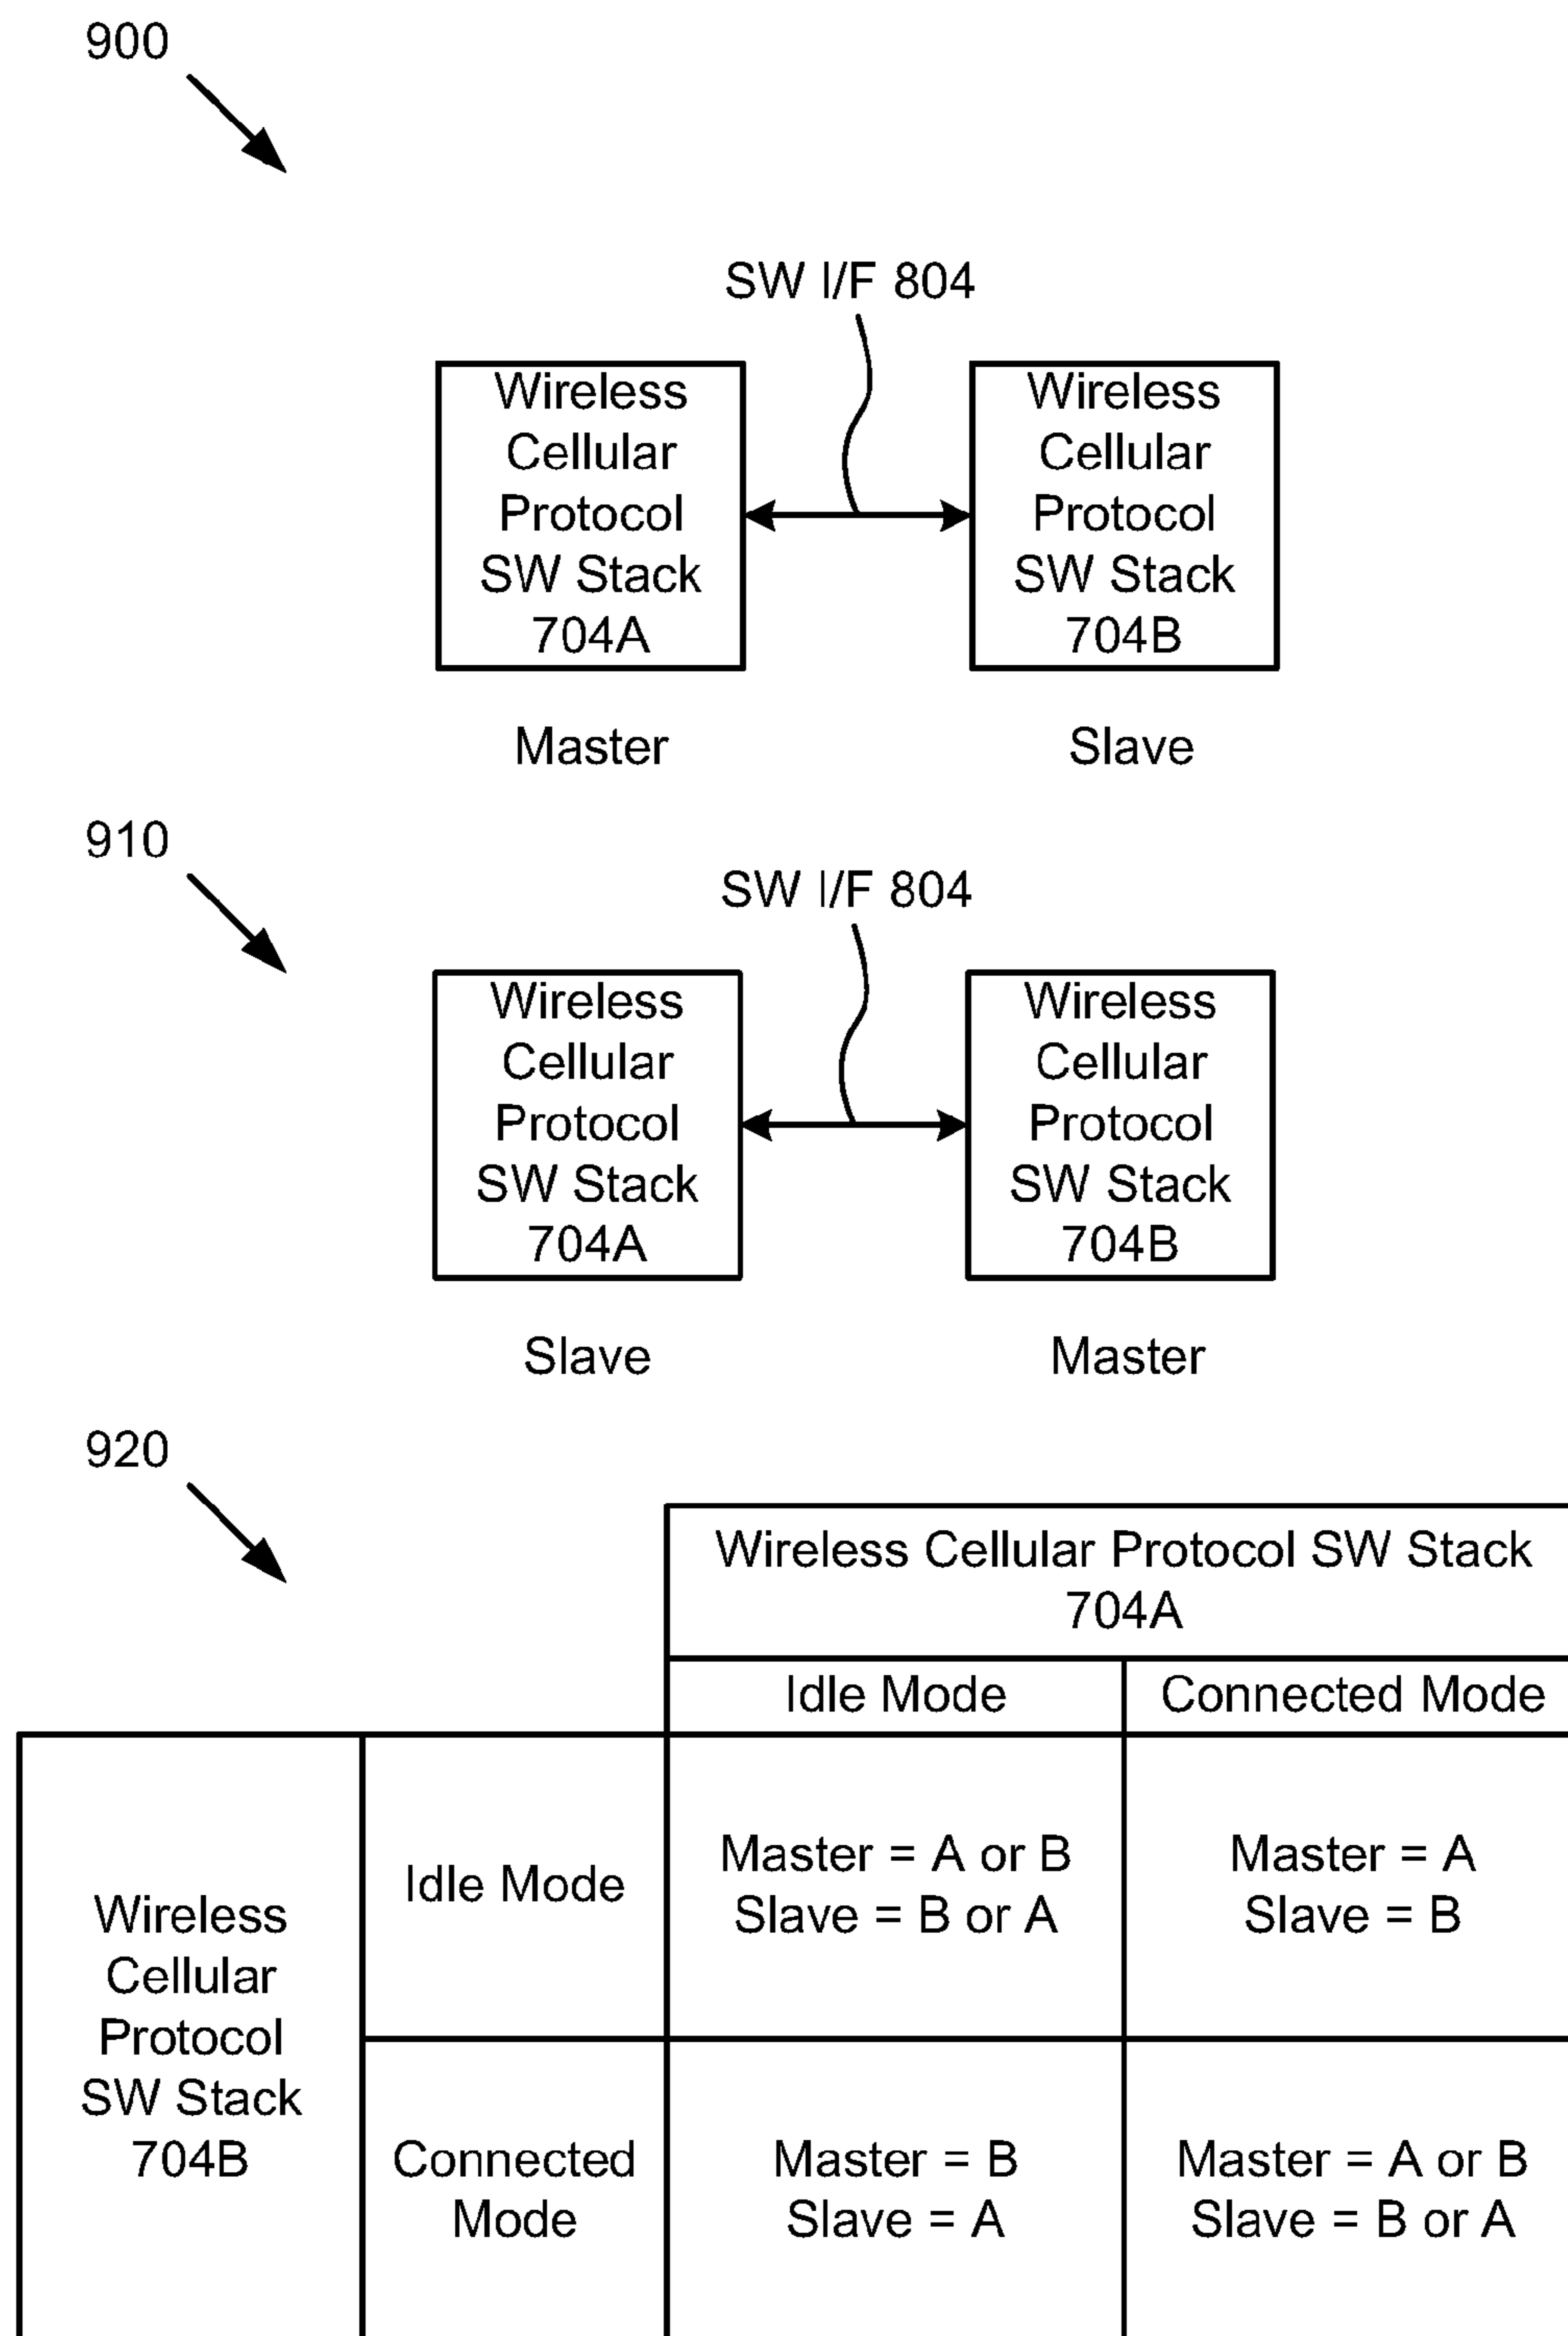 900
SW I/F 804
Wireless
Cellular
Protocol
SW Stack
704A
Wireless
Cellular
Protocol
SW Stack
704B
Master
Slave
910
SW I/F 804
Wireless
Cellular
Protocol
SW Stack
704A
Wireless
Cellular
Protocol
SW Stack
704B
Slave
Master
920
Wireless Cellular Protocol SW Stack
704A
Idle Mode
Connected Mode
Wireless
Cellular
Protocol
SW Stack
704B
Idle Mode
Master = A or B
Slave = B or A
Master = A
Slave = B
Connected
Mode
Master = B
Slave = A
Master = A or B
Slave = B or A